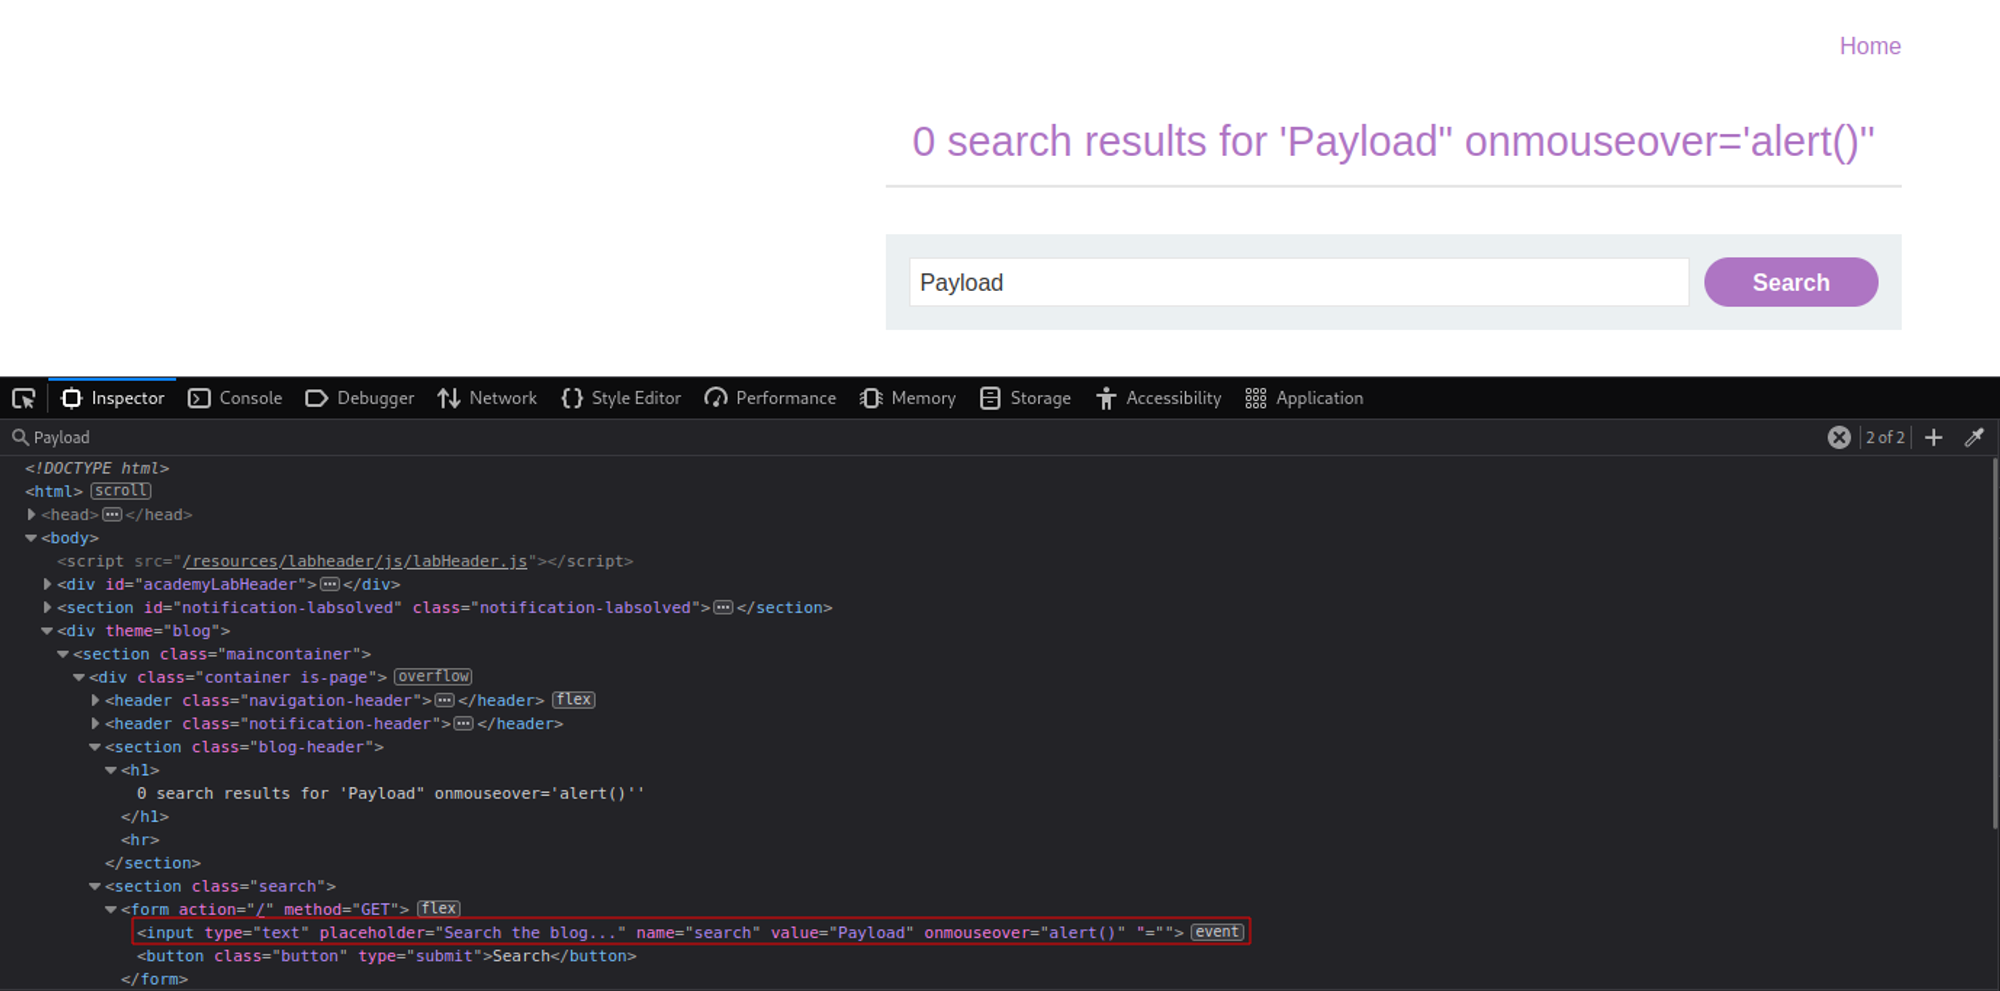 Home
0 search results for 'Payload" onmouseover='alert()''
Payload
Search
Inspector Console Debugger Network Style Editor Performance Memory Storage Accessibility Application
Payload 2 of 2
<!DOCTYPE html>
<html> scroll
<head> ... </head>
<body>
<script src="/resources/labheader/js/labHeader.js"></script>
<div id="academyLabHeader"> ... </div>
<section id="notification-labsolved" class="notification-labsolved"> ... </section>
<div theme="blog">
<section class="maincontainer">
<div class="container is-page"> overflow
<header class="navigation-header"> ... </header> flex
<header class="notification-header"> ... </header>
<section class="blog-header">
<h1>
0 search results for 'Payload" onmouseover='alert()''
</h1>
<hr>
</section>
<section class="search">
<form action="/" method="GET"> flex
<input type="text" placeholder="Search the blog..." name="search" value="Payload" onmouseover="alert()" "=""> event
<button class="button" type="submit">Search</button>
</form>